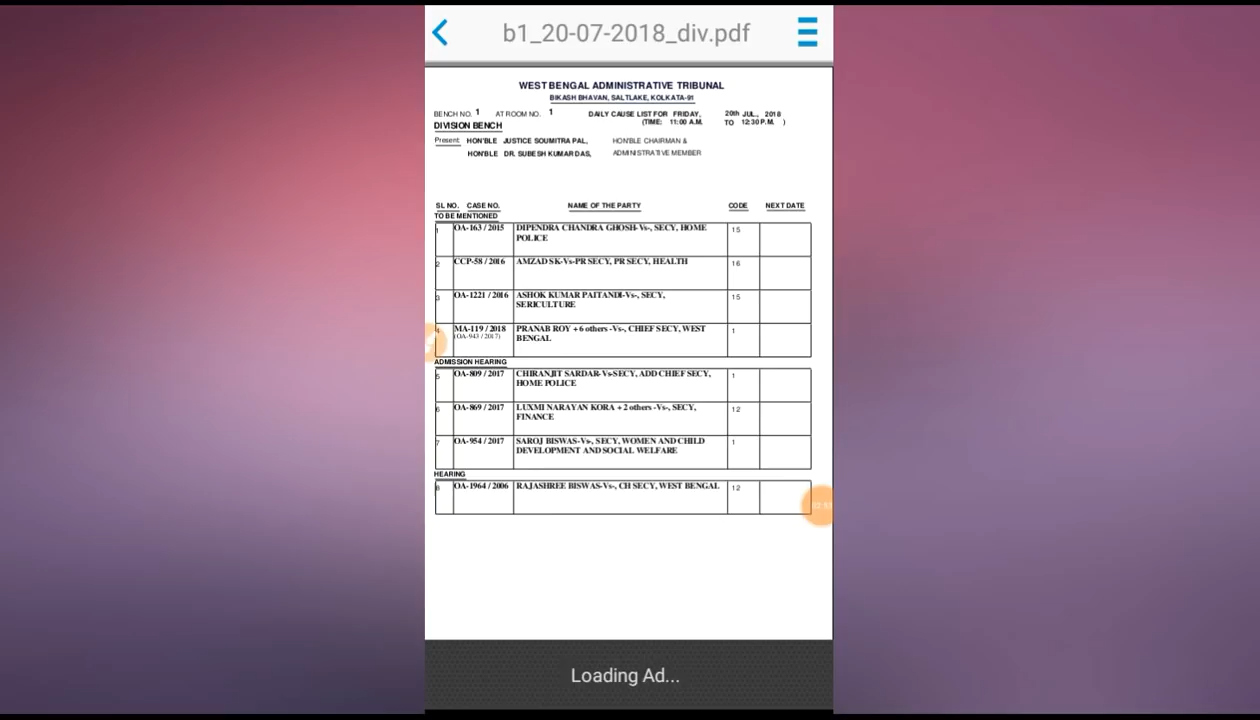 b1_20-07-2018_div.pdf
WEST BENGAL ADMINISTRATIVE TRIBUNAL
BIKASH BHAVAN, SALTLAKE, KOLKATA-91
BENCH NO. 1 AT ROOM NO. 1 DAILY CAUSE LIST FOR FRIDAY, 20th JUL., 2018
DIVISION BENCH (TIME: 11:00 A.M. TO 12:30 P.M. )
Present HON'BLE JUSTICE SOUMITRA PAL, HON'BLE CHAIRMAN &
HON'BLE DR. SUBESH KUMAR DAS, ADMINISTRATIVE MEMBER
SL NO. CASE NO. NAME OF THE PARTY CODE NEXT DATE
TO BE MENTIONED
1 OA-163 / 2015 DIPENDRA CHANDRA GHOSH-Vs-, SECY, HOME 15
POLICE
2 CCP-58 / 2016 AMZAD SK-Vs-PR SECY, PR SECY, HEALTH 16
3 OA-1221 / 2016 ASHOK KUMAR PAITANDI-Vs-, SECY, 15
SERICULTURE
4 MA-119 / 2018 PRANAB ROY + 6 others -Vs-, CHIEF SECY, WEST 1
(OA-943 / 2017) BENGAL
ADMISSION HEARING
5 OA-809 / 2017 CHIRANJIT SARDAR-Vs-SECY, ADD CHIEF SECY, 1
HOME POLICE
6 OA-869 / 2017 LUXMI NARAYAN KORA + 2 others -Vs-, SECY, 12
FINANCE
7 OA-954 / 2017 SAROJ BISWAS-Vs-, SECY, WOMEN AND CHILD 1
DEVELOPMENT AND SOCIAL WELFARE
HEARING
8 OA-1964 / 2006 RAJASHREE BISWAS-Vs-, CH SECY, WEST BENGAL 12
Loading Ad...